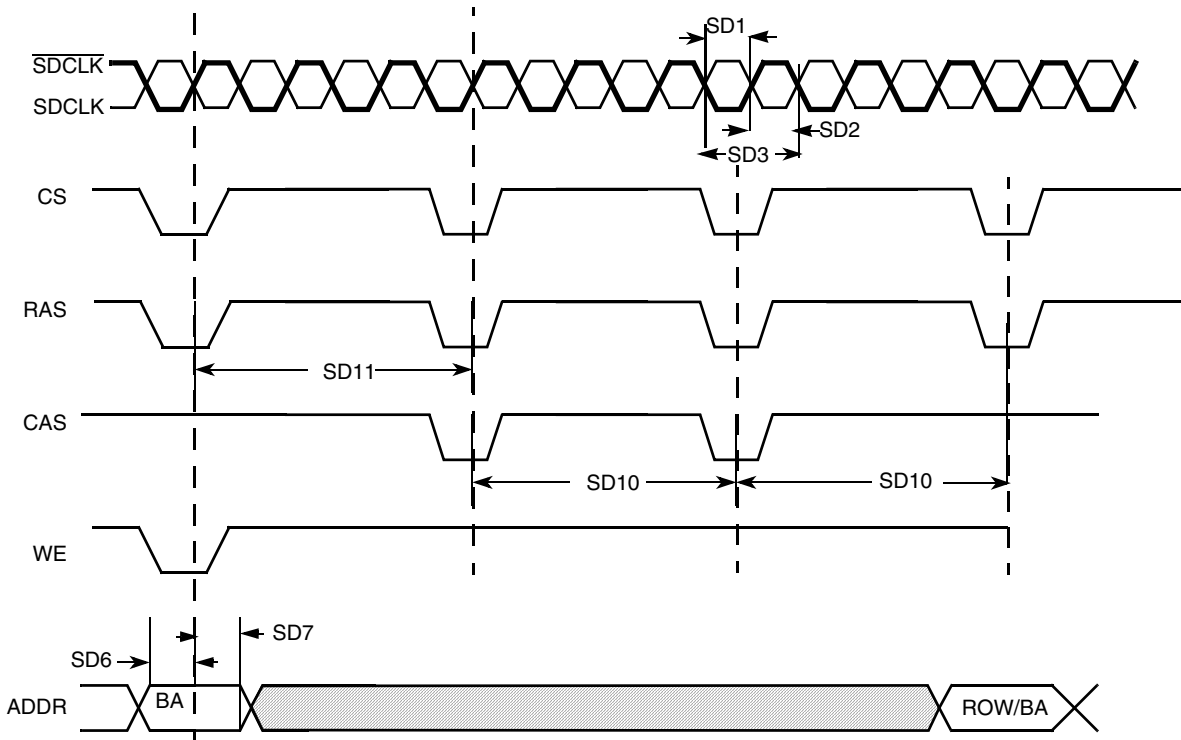 SD1
SDCLK
SDCLK
SD2
SD3
CS
RAS
SD11
CAS
SD10
SD10
WE
SD7
SD6
ADDR
BA
ROW/BA